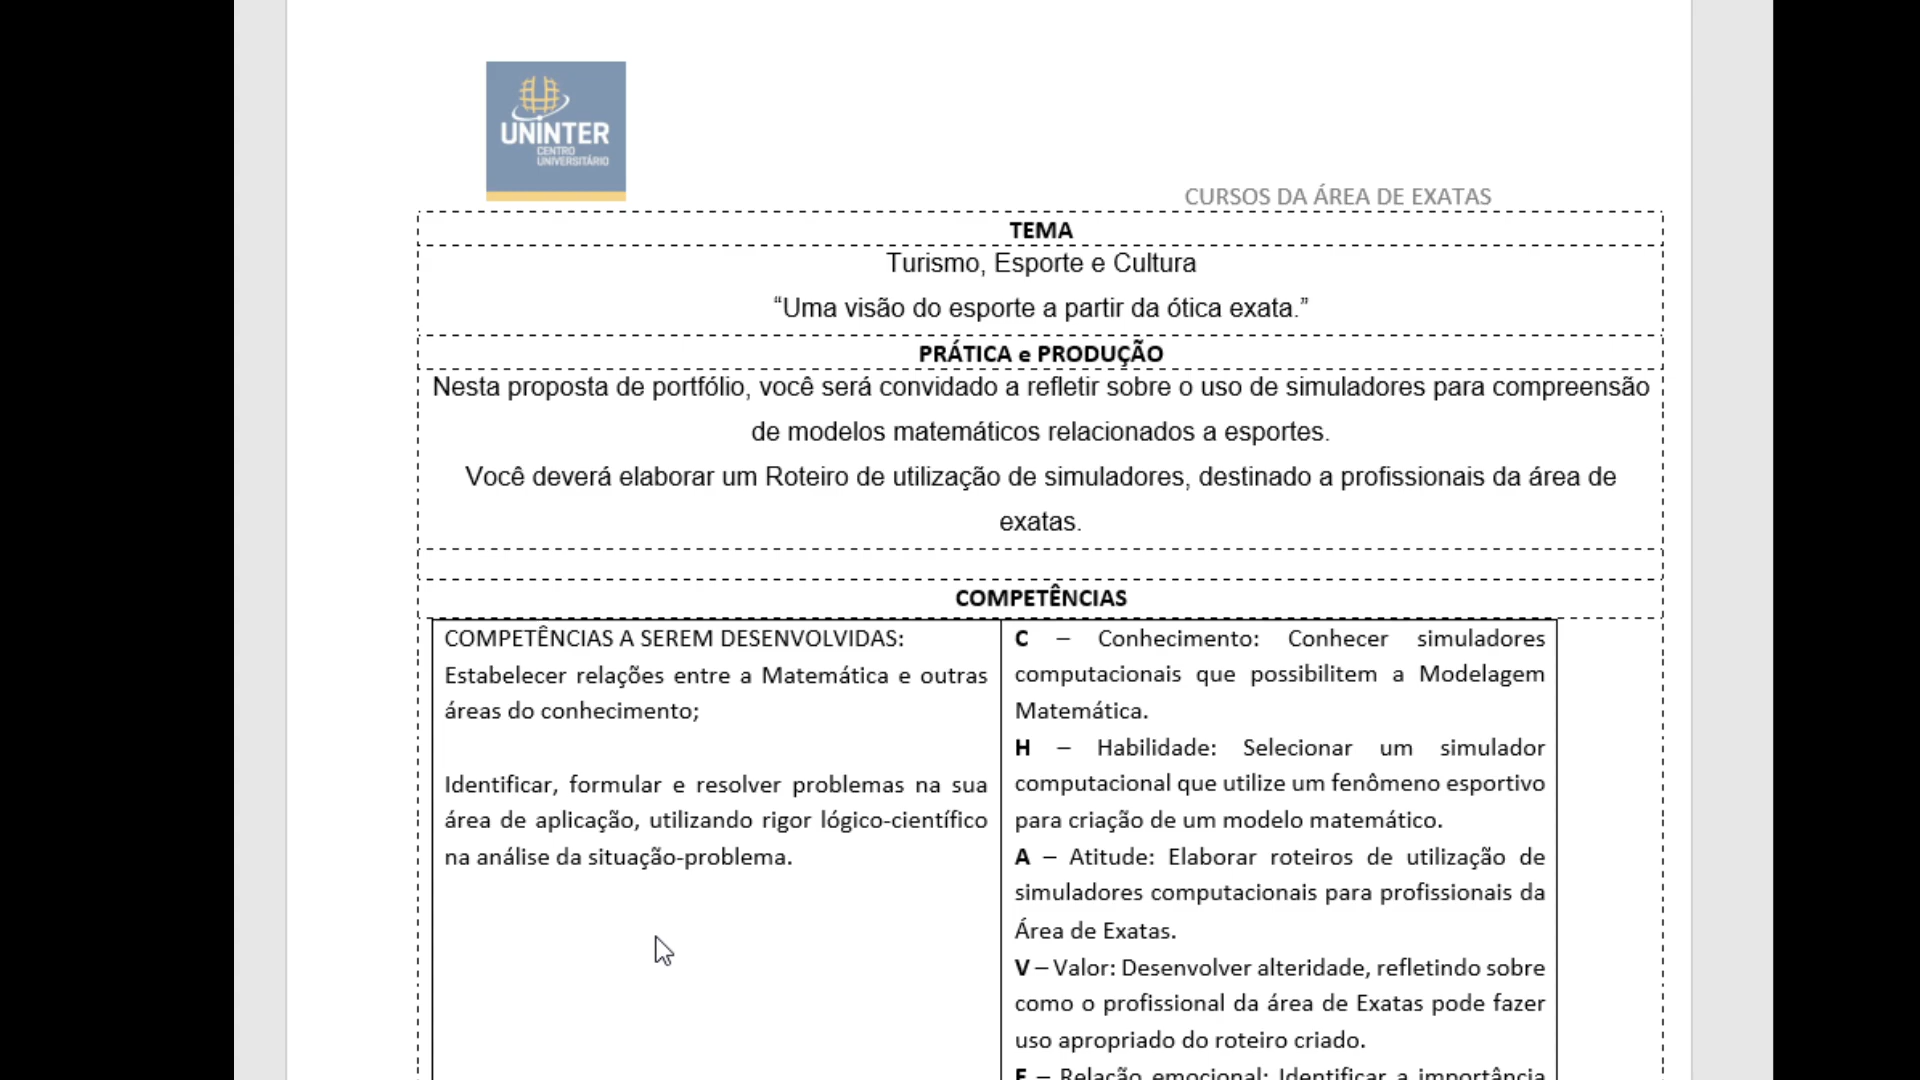 UNINTER
CENTRO
UNIVERSITÁRIO
CURSOS DA ÁREA DE EXATAS
TEMA
Turismo, Esporte e Cultura
“Uma visão do esporte a partir da ótica exata.”
PRÁTICA e PRODUÇÃO
Nesta proposta de portfólio, você será convidado a refletir sobre o uso de simuladores para compreensão
de modelos matemáticos relacionados a esportes.
Você deverá elaborar um Roteiro de utilização de simuladores, destinado a profissionais da área de
exatas.
COMPETÊNCIAS
COMPETÊNCIAS A SEREM DESENVOLVIDAS:
Estabelecer relações entre a Matemática e outras
áreas do conhecimento;
Identificar, formular e resolver problemas na sua
área de aplicação, utilizando rigor lógico-científico
na análise da situação-problema.
C – Conhecimento: Conhecer simuladores
computacionais que possibilitem a Modelagem
Matemática.
H – Habilidade: Selecionar um simulador
computacional que utilize um fenômeno esportivo
para criação de um modelo matemático.
A – Atitude: Elaborar roteiros de utilização de
simuladores computacionais para profissionais da
Área de Exatas.
V – Valor: Desenvolver alteridade, refletindo sobre
como o profissional da área de Exatas pode fazer
uso apropriado do roteiro criado.
E – Relação emocional: Identificar a importância